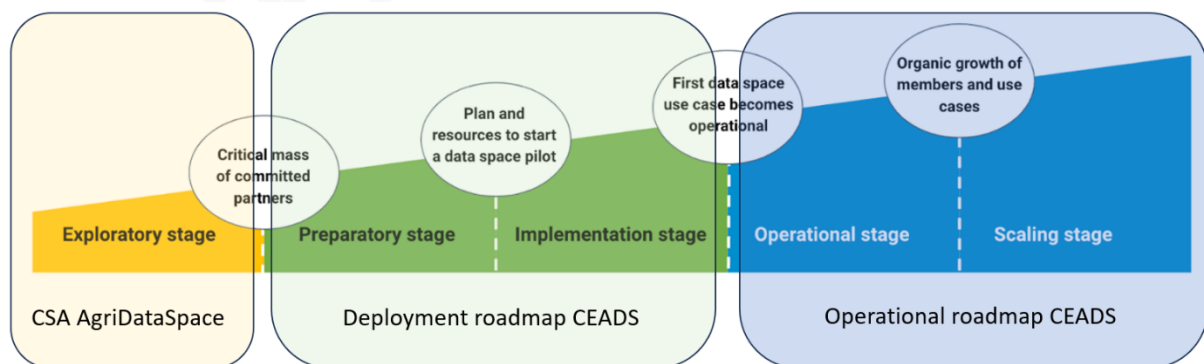 Critical mass
of committed
partners
Plan and
resources to start
a data space pilot
First data space
use case becomes
operational
Organic growth of
members and use
cases
Exploratory stage
Preparatory stage
Implementation stage
Operational stage
Scaling stage
CSA AgriDataSpace
Deployment roadmap CEADS
Operational roadmap CEADS